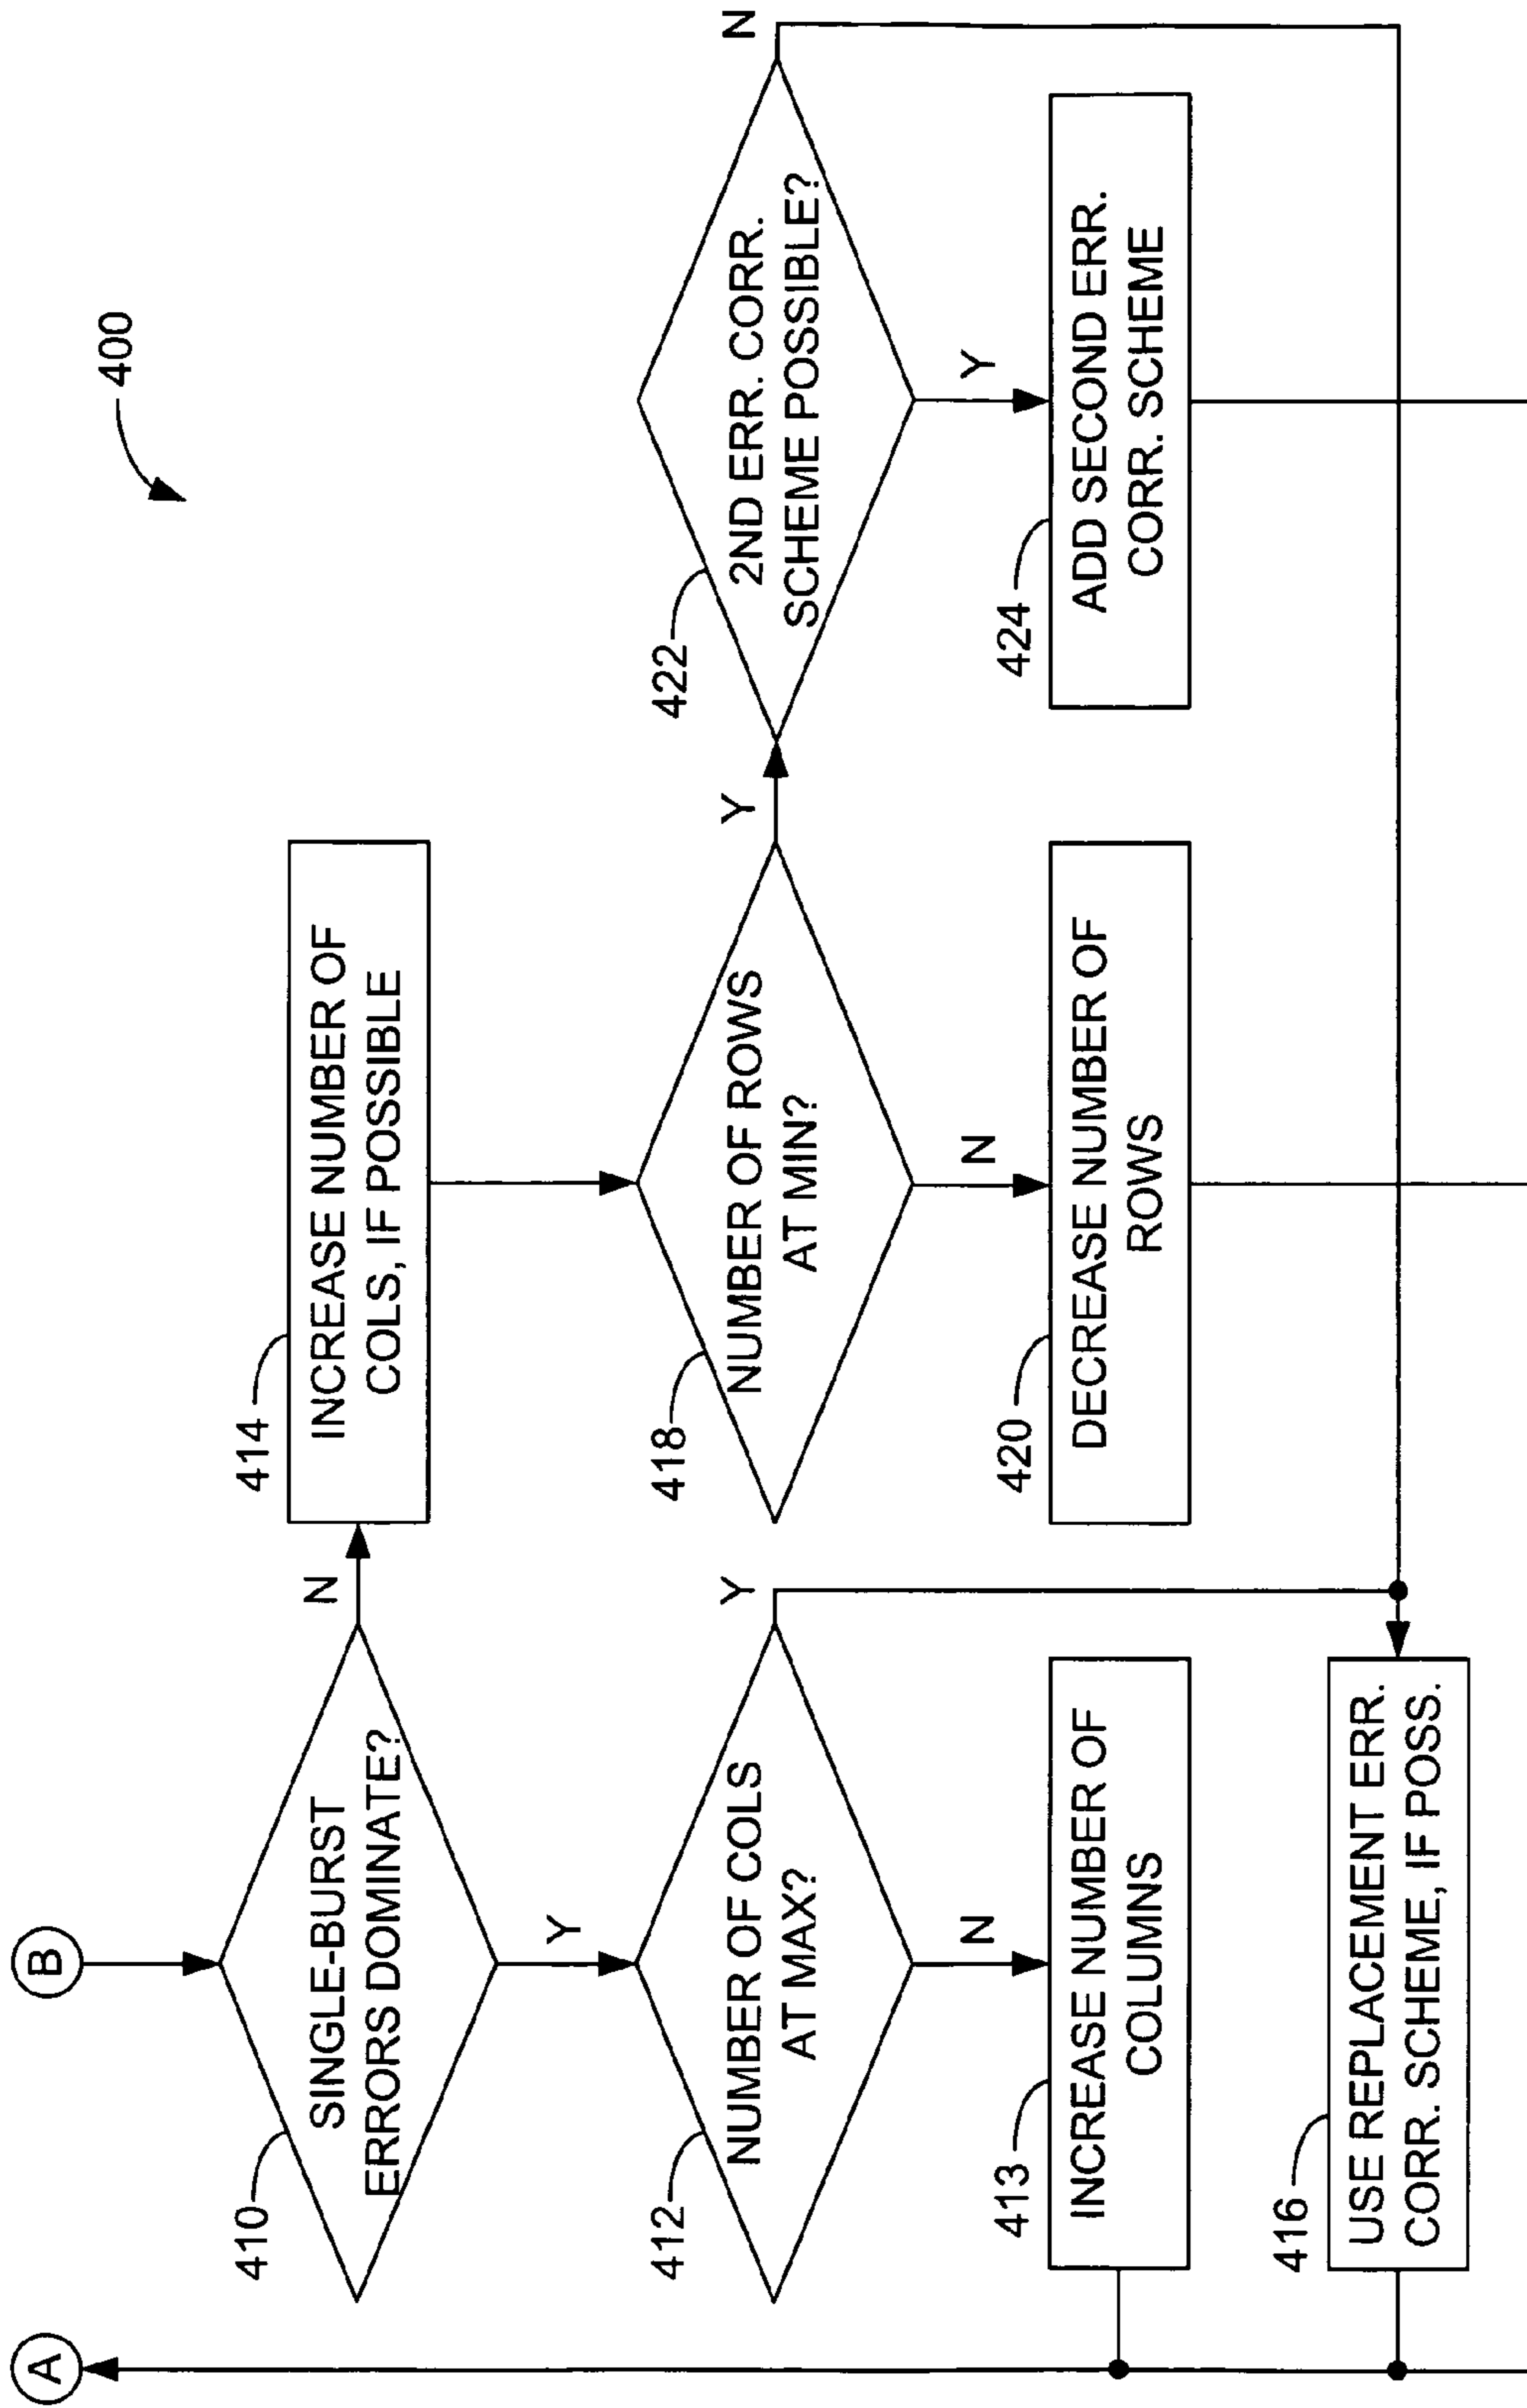 400
B
A
410
SINGLE-BURST
ERRORS DOMINATE?
N
Y
414
INCREASE NUMBER OF
COLS, IF POSSIBLE
412
NUMBER OF COLS
AT MAX?
Y
N
418
NUMBER OF ROWS
AT MIN?
Y
N
422
2ND ERR. CORR.
SCHEME POSSIBLE?
N
Y
413
INCREASE NUMBER OF
COLUMNS
420
DECREASE NUMBER OF
ROWS
424
ADD SECOND ERR.
CORR. SCHEME
416
USE REPLACEMENT ERR.
CORR. SCHEME, IF POSS.